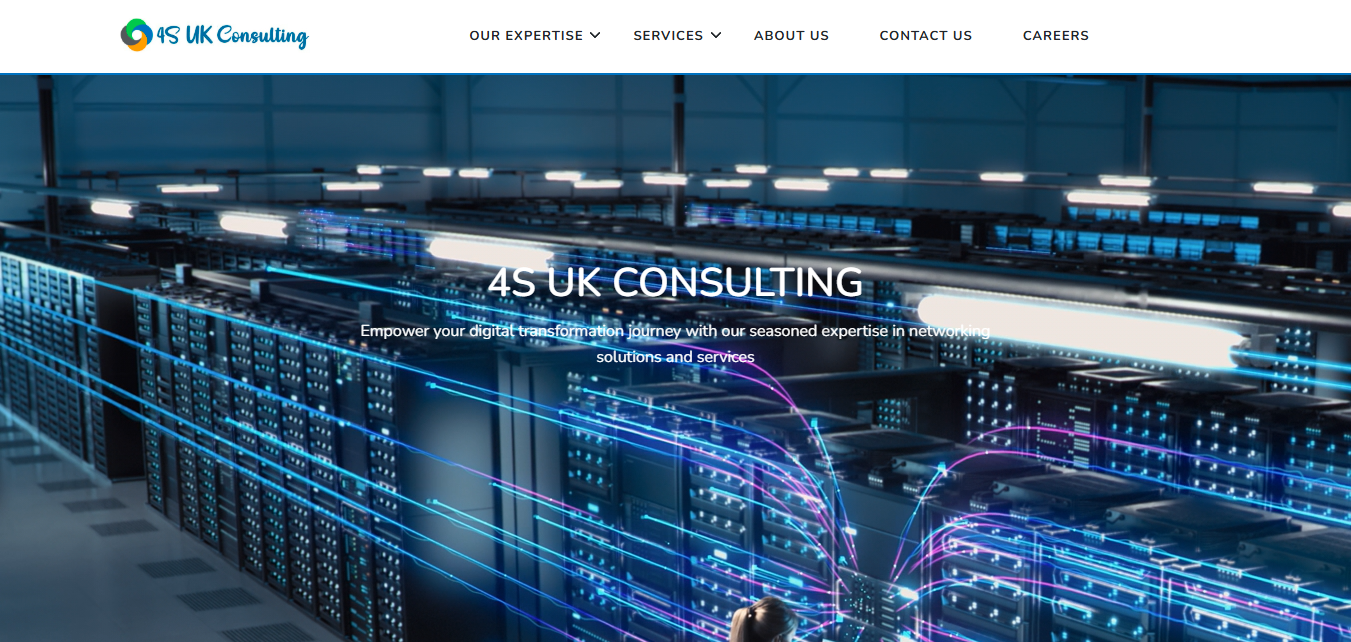 4S UK Consulting
OUR EXPERTISE
SERVICES
ABOUT US
CONTACT US
CAREERS
4S UK CONSULTING
Empower your digital transformation journey with our seasoned expertise in networking
solutions and services